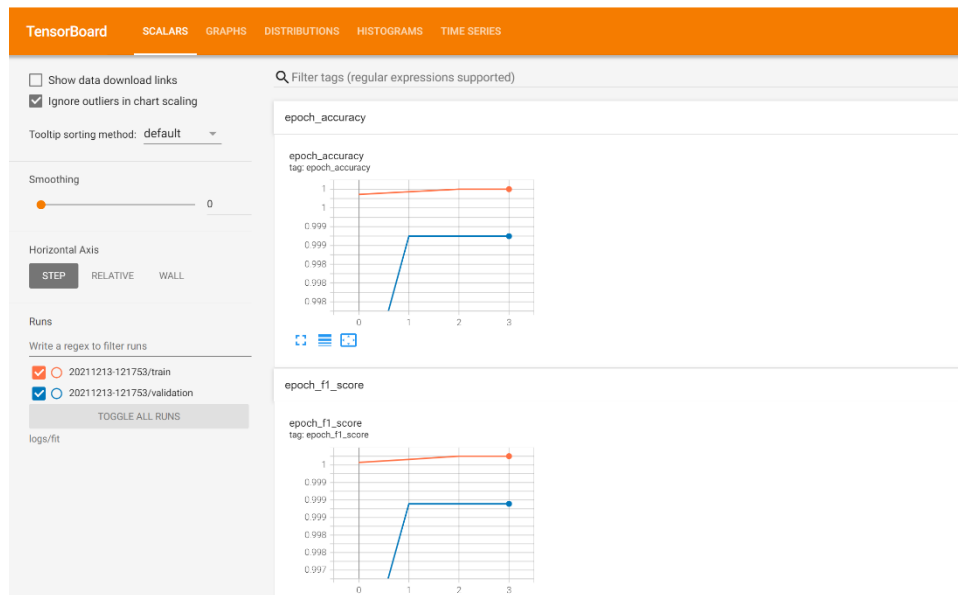 TensorBoard SCALARS GRAPHS DISTRIBUTIONS HISTOGRAMS TIME SERIES
Show data download links
Ignore outliers in chart scaling
Tooltip sorting method: default
Smoothing
0
Horizontal Axis
STEP RELATIVE WALL
Runs
Write a regex to filter runs
20211213-121753/train
20211213-121753/validation
TOGGLE ALL RUNS
logs/fit
Filter tags (regular expressions supported)
epoch_accuracy
epoch_accuracy
tag: epoch_accuracy
1
1
0.999
0.999
0.998
0.998
0.998
0 1 2 3
epoch_f1_score
epoch_f1_score
tag: epoch_f1_score
1
0.999
0.999
0.999
0.998
0.998
0.997
0 1 2 3